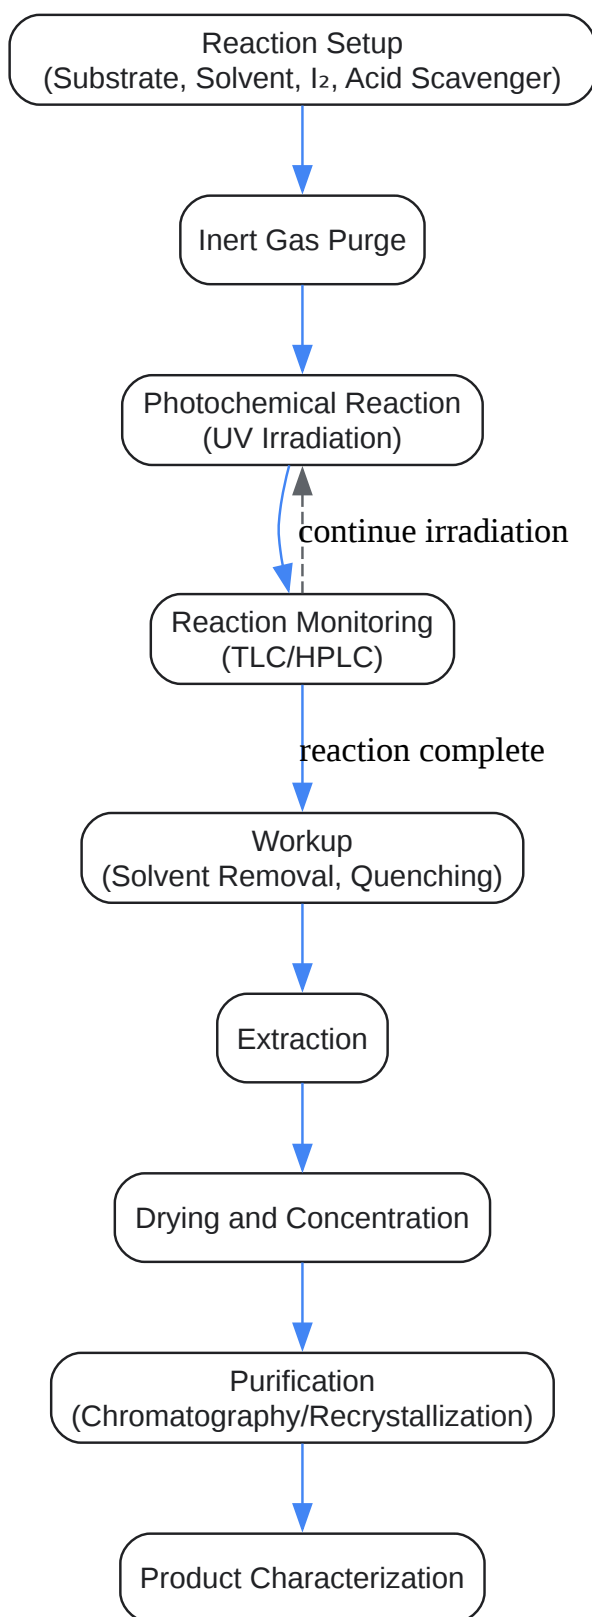 Reaction Setup
(Substrate, Solvent, I₂, Acid Scavenger)
Inert Gas Purge
Photochemical Reaction
(UV Irradiation)
continue irradiation
Reaction Monitoring
(TLC/HPLC)
reaction complete
Workup
(Solvent Removal, Quenching)
Extraction
Drying and Concentration
Purification
(Chromatography/Recrystallization)
Product Characterization